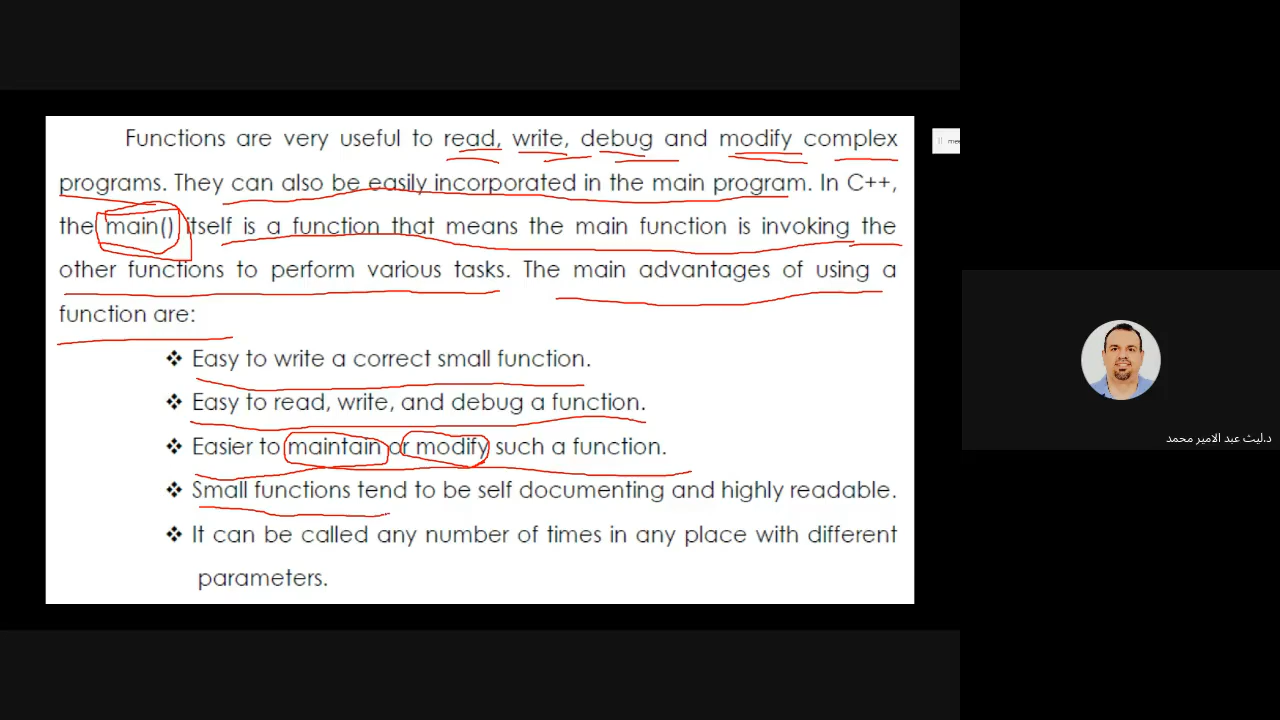 Functions are very useful to read, write, debug and modify complex
programs. They can also be easily incorporated in the main program. In C++,
the main() itself is a function that means the main function is invoking the
other functions to perform various tasks. The main advantages of using a
function are:
❖ Easy to write a correct small function.
❖ Easy to read, write, and debug a function.
❖ Easier to maintain or modify such a function.
❖ Small functions tend to be self documenting and highly readable.
❖ It can be called any number of times in any place with different
parameters.
د.ليث عبد الامير محمد